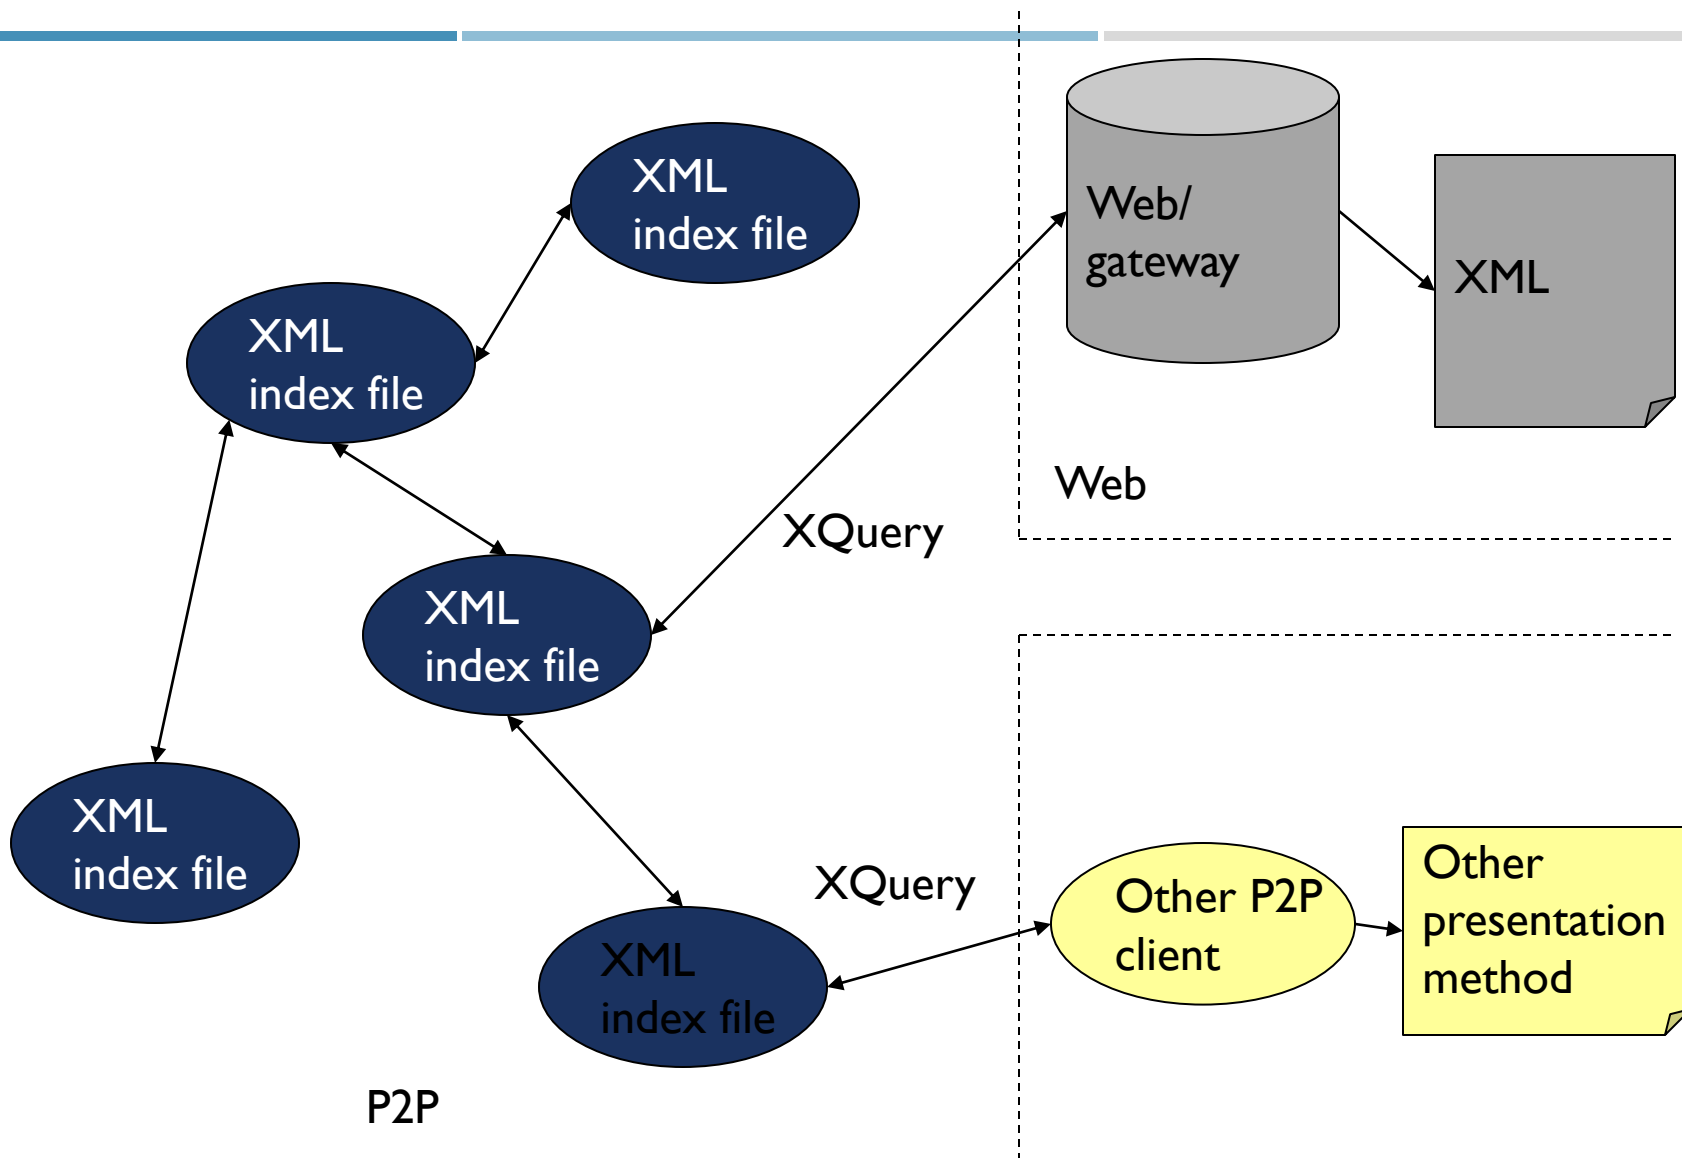 XML
index file
XML
index file
Web/
gateway
XML
Web
XQuery
XML
index file
XML
index file
XQuery
Other P2P
client
Other
presentation
method
XML
index file
P2P